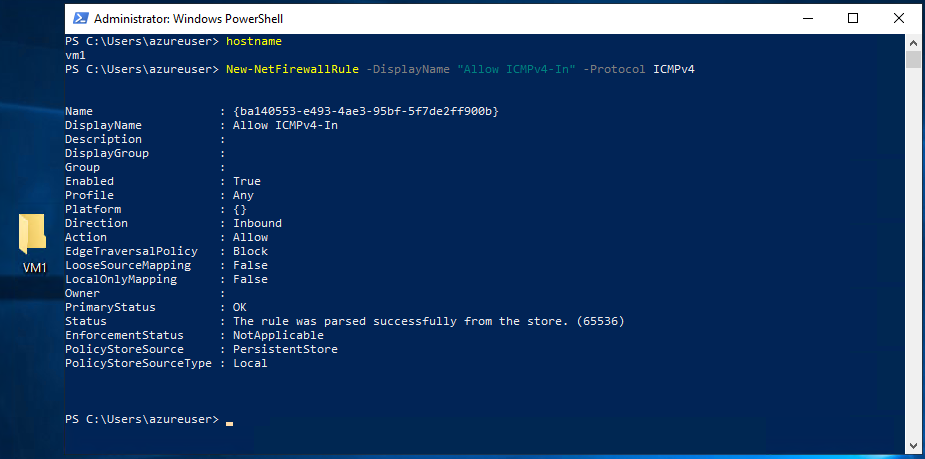 Administrator: Windows PowerShell
PS C:\Users\azureuser> hostname
vm1
PS C:\Users\azureuser> New-NetFirewallRule -DisplayName "Allow ICMPv4-In" -Protocol ICMPv4
Name                  : {ba140553-e493-4ae3-95bf-5f7de2ff900b}
DisplayName           : Allow ICMPv4-In
Description           :
DisplayGroup          :
Group                 :
Enabled               : True
Profile               : Any
Platform              : {}
Direction             : Inbound
Action                : Allow
EdgeTraversalPolicy   : Block
LooseSourceMapping    : False
LocalOnlyMapping      : False
Owner                 :
PrimaryStatus         : OK
Status                : The rule was parsed successfully from the store. (65536)
EnforcementStatus     : NotApplicable
PolicyStoreSource     : PersistentStore
PolicyStoreSourceType : Local
PS C:\Users\azureuser>
VM1